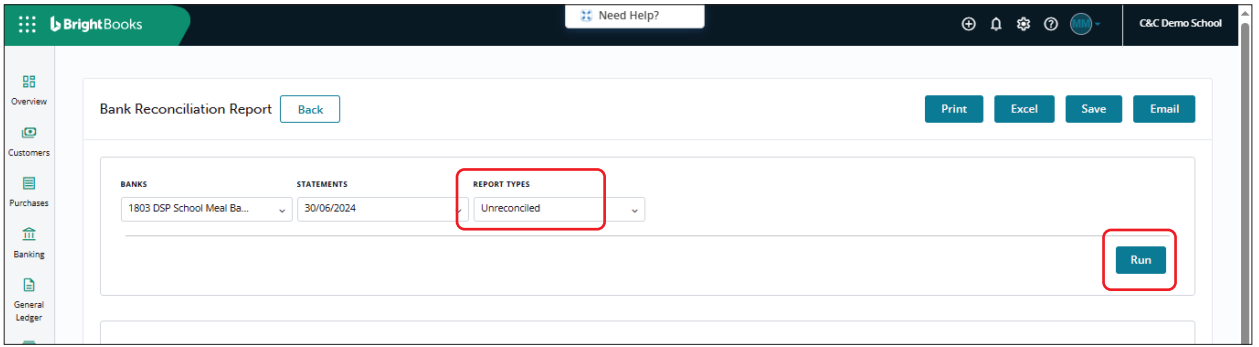 BrightBooks
Need Help?
MM
C&C Demo School
Overview
Customers
Purchases
Banking
General
Ledger
Bank Reconciliation Report
Back
Print
Excel
Save
Email
BANKS
STATEMENTS
REPORT TYPES
1803 DSP School Meal Ba...
30/06/2024
Unreconciled
Run